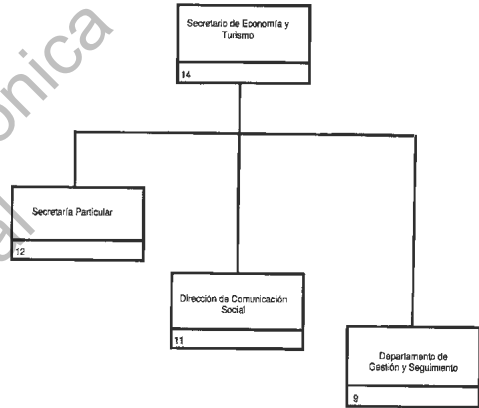 Secretario de Economía y
Turismo
14
Secretaría Particular
12
Dirección de Comunicación
Social
11
Departamento de
Gestión y Seguimiento
9